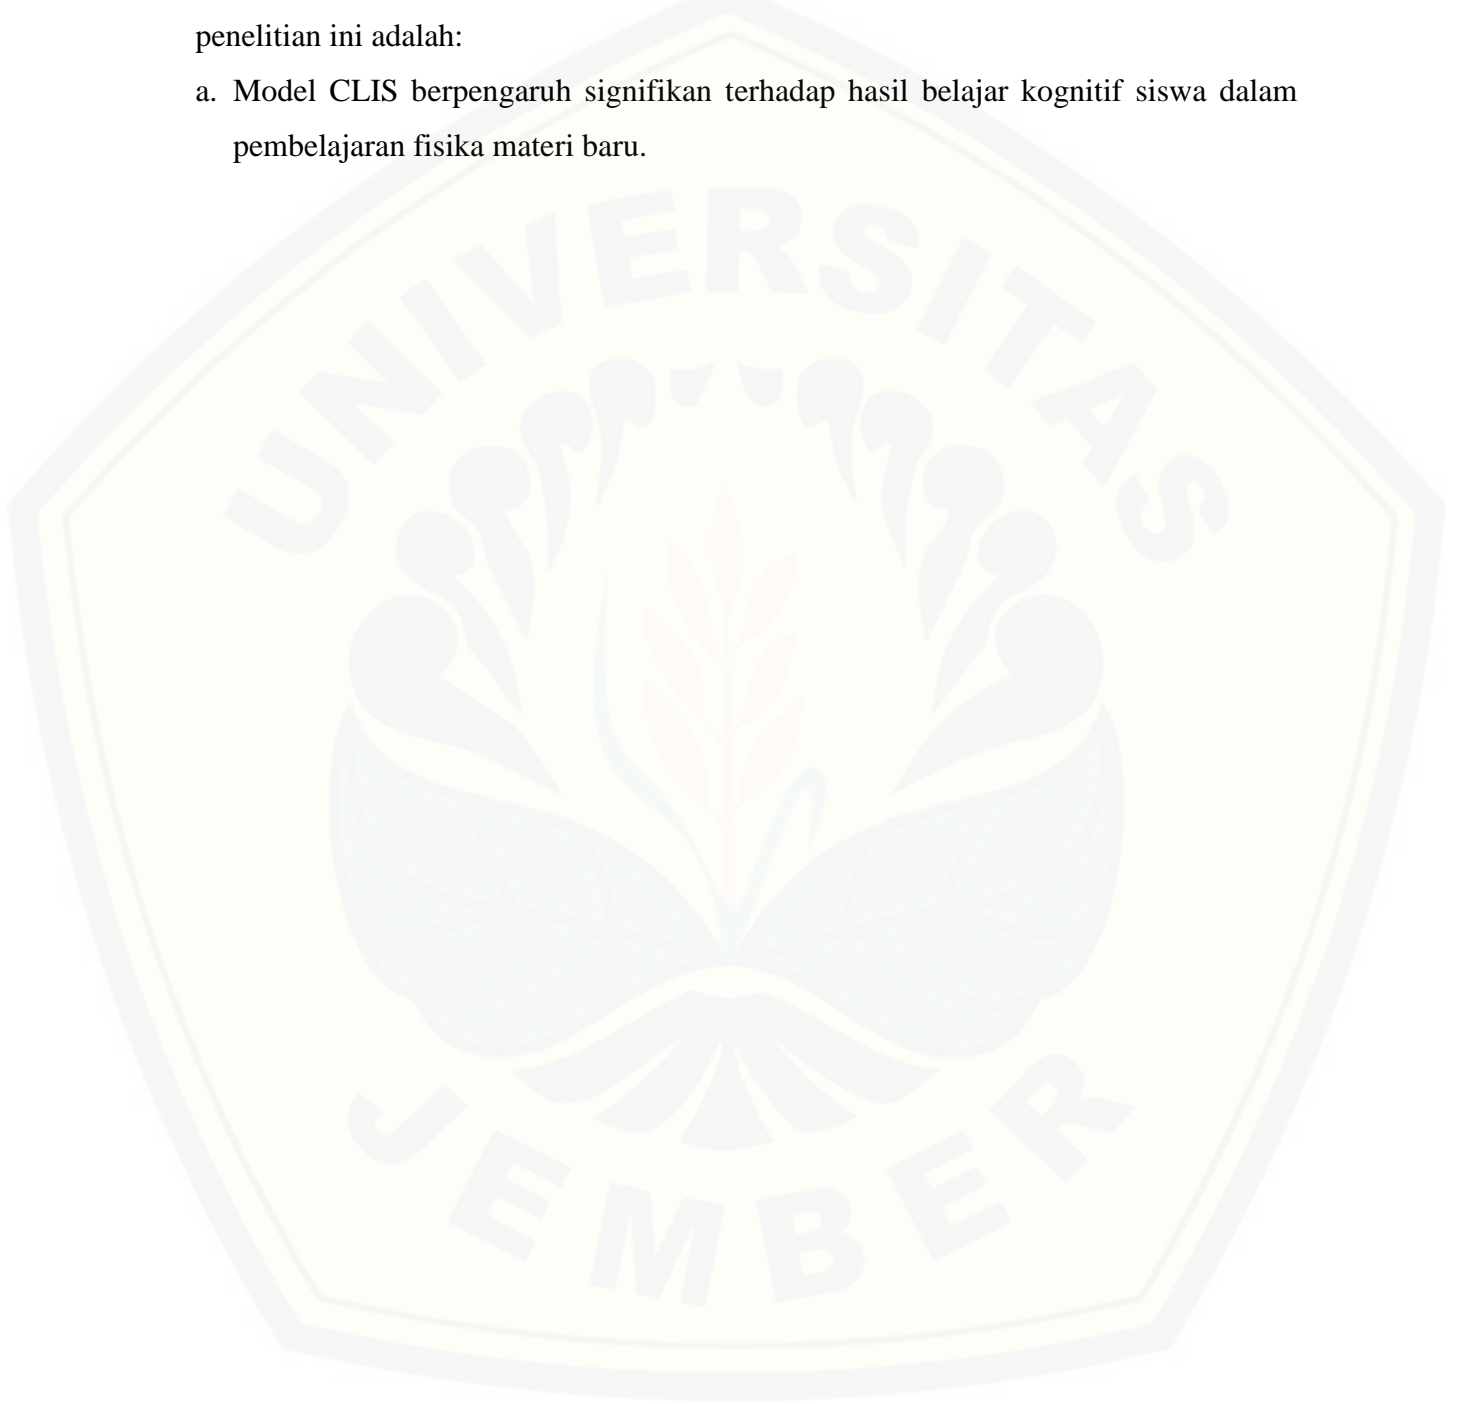 penelitian ini adalah:
a. Model CLIS berpengaruh signifikan terhadap hasil belajar kognitif siswa dalam
pembelajaran fisika materi baru.
UNIVERSITAS
JEMBER